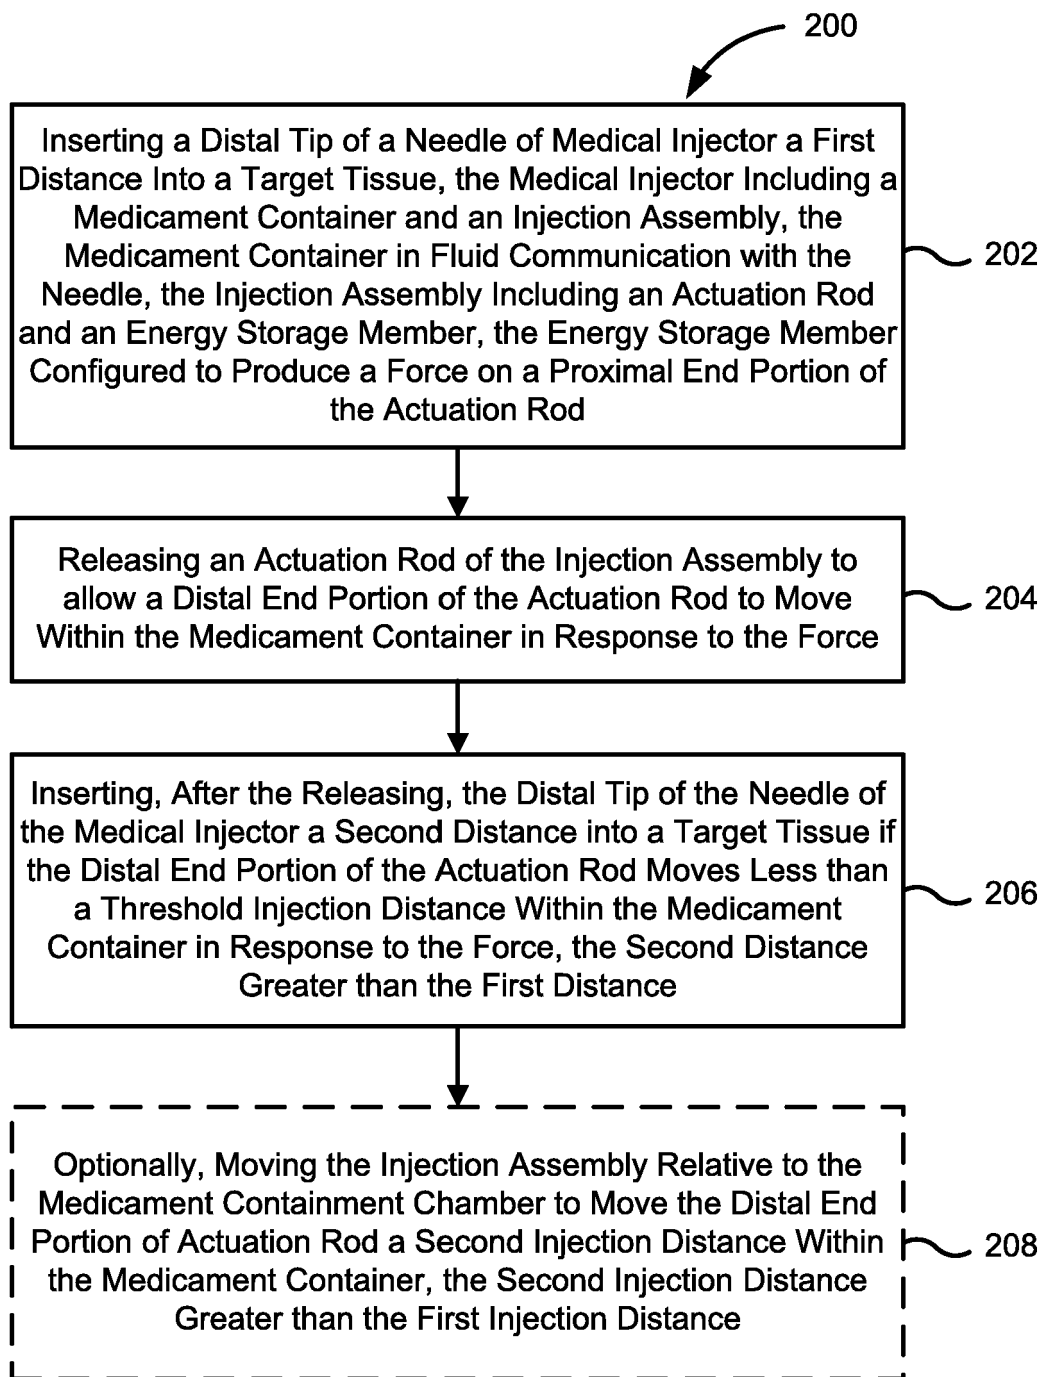 200
Inserting a Distal Tip of a Needle of Medical Injector a First
Distance Into a Target Tissue, the Medical Injector Including a
Medicament Container and an Injection Assembly, the
Medicament Container in Fluid Communication with the
Needle, the Injection Assembly Including an Actuation Rod
and an Energy Storage Member, the Energy Storage Member
Configured to Produce a Force on a Proximal End Portion of
the Actuation Rod
202
Releasing an Actuation Rod of the Injection Assembly to
allow a Distal End Portion of the Actuation Rod to Move
Within the Medicament Container in Response to the Force
204
Inserting, After the Releasing, the Distal Tip of the Needle of
the Medical Injector a Second Distance into a Target Tissue if
the Distal End Portion of the Actuation Rod Moves Less than
a Threshold Injection Distance Within the Medicament
Container in Response to the Force, the Second Distance
Greater than the First Distance
206
Optionally, Moving the Injection Assembly Relative to the
Medicament Containment Chamber to Move the Distal End
Portion of Actuation Rod a Second Injection Distance Within
the Medicament Container, the Second Injection Distance
Greater than the First Injection Distance
208